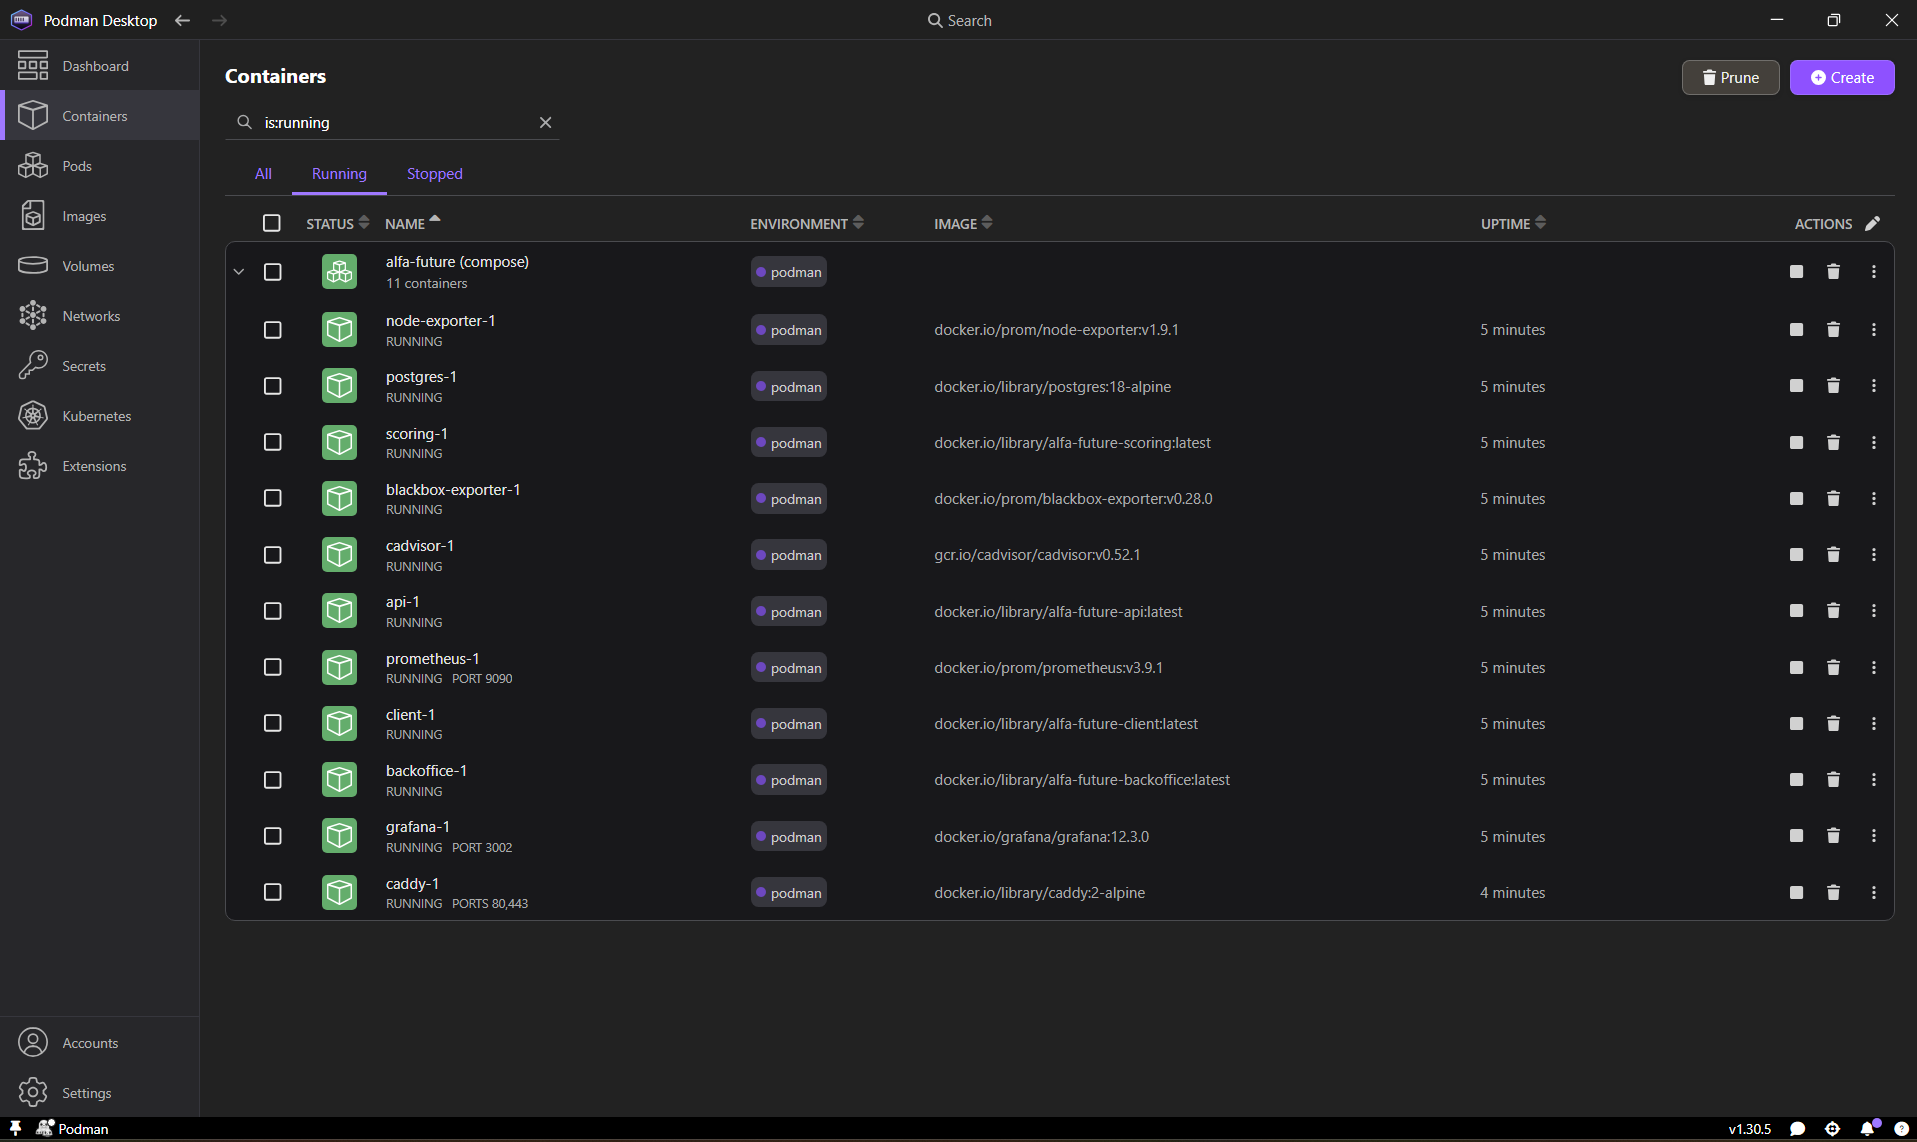 Podman Desktop
Search
Dashboard
Containers
Pods
Images
Volumes
Networks
Secrets
Kubernetes
Extensions
Accounts
Settings
Containers
Prune
Create
is:running
All Running Stopped
STATUS NAME ENVIRONMENT IMAGE UPTIME ACTIONS
alfa-future (compose)
11 containers
podman
node-exporter-1
RUNNING
podman
docker.io/prom/node-exporter:v1.9.1
5 minutes
postgres-1
RUNNING
podman
docker.io/library/postgres:18-alpine
5 minutes
scoring-1
RUNNING
podman
docker.io/library/alfa-future-scoring:latest
5 minutes
blackbox-exporter-1
RUNNING
podman
docker.io/prom/blackbox-exporter:v0.28.0
5 minutes
cadvisor-1
RUNNING
podman
gcr.io/cadvisor/cadvisor:v0.52.1
5 minutes
api-1
RUNNING
podman
docker.io/library/alfa-future-api:latest
5 minutes
prometheus-1
RUNNING PORT 9090
podman
docker.io/prom/prometheus:v3.9.1
5 minutes
client-1
RUNNING
podman
docker.io/library/alfa-future-client:latest
5 minutes
backoffice-1
RUNNING
podman
docker.io/library/alfa-future-backoffice:latest
5 minutes
grafana-1
RUNNING PORT 3002
podman
docker.io/grafana/grafana:12.3.0
5 minutes
caddy-1
RUNNING PORTS 80,443
podman
docker.io/library/caddy:2-alpine
4 minutes
Podman
v1.30.5